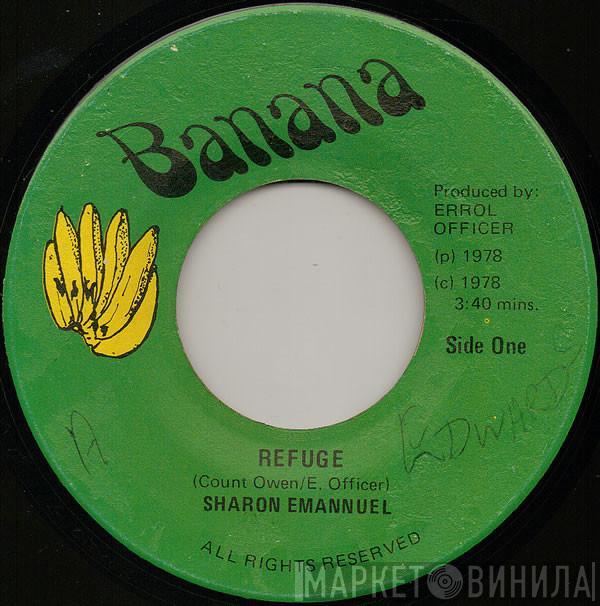 Banana
Produced by:
ERROL
OFFICER
(p) 1978
(c) 1978
3:40 mins.
Side One
A
EDWARDS
REFUGE
(Count Owen/E. Officer)
SHARON EMANNUEL
ALL RIGHTS RESERVED
МАРКЕТ ВИНИЛА